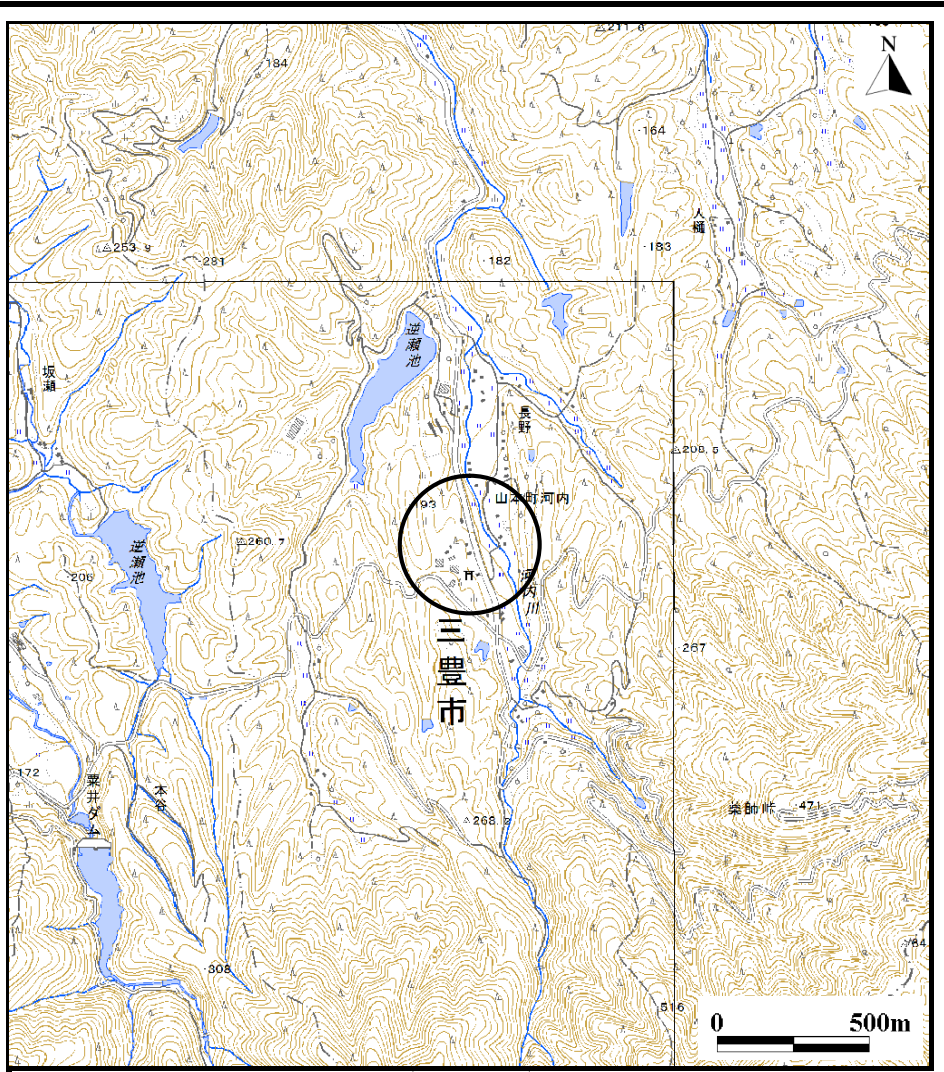 N
184
164
人樋
253.9
281
183
182
逆瀬池
坂瀬
長野
208.5
山本町河内
93
逆瀬池
260.7
206
河内川
三豊市
267
172
粟井ダム
本谷
薬師峠
471
268.2
308
516
0 500m